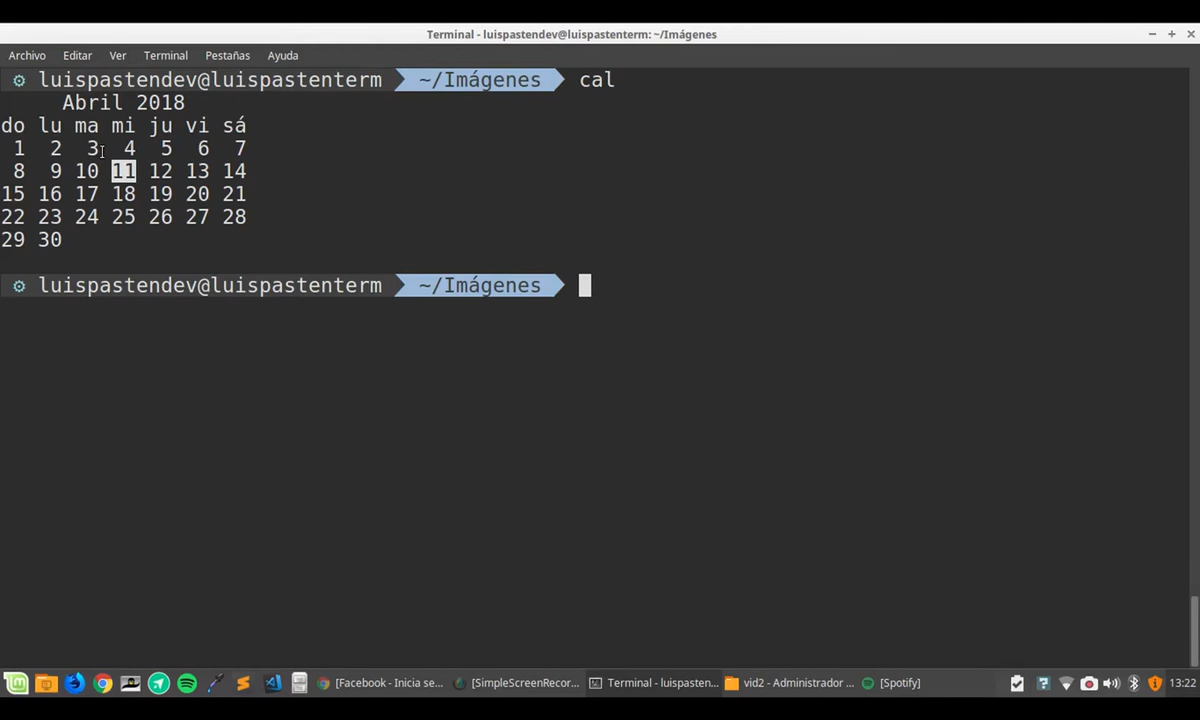 Terminal - luispastendev@luispastenterm: ~/Imágenes
Archivo Editar Ver Terminal Pestañas Ayuda
luispastendev@luispastenterm ~/Imágenes cal
Abril 2018
do lu ma mi ju vi sá
1 2 3 4 5 6 7
8 9 10 11 12 13 14
15 16 17 18 19 20 21
22 23 24 25 26 27 28
29 30
luispastendev@luispastenterm ~/Imágenes
[Facebook - Inicia se... [SimpleScreenRecor... Terminal - luispasten... vid2 - Administrador ... [Spotify] 13:22